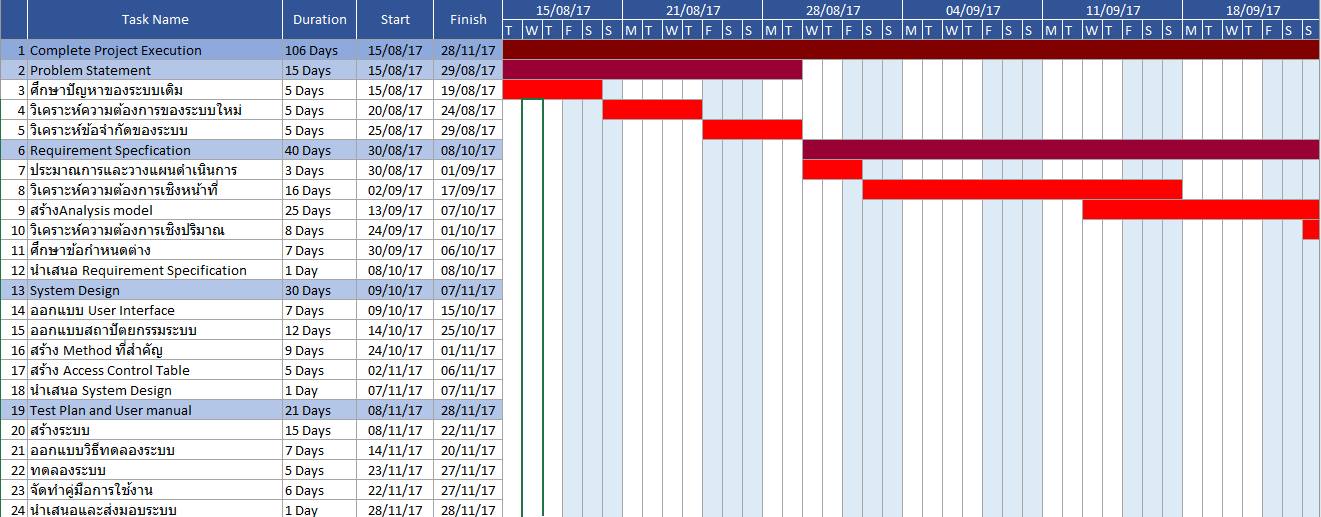 Task Name Duration Start Finish 15/08/17 21/08/17 28/08/17 04/09/17 11/09/17 18/09/17
T W T F S S M T W T F S S M T W T F S S M T W T F S S M T W T F S S M T W T F S S
1 Complete Project Execution 106 Days 15/08/17 28/11/17
2 Problem Statement 15 Days 15/08/17 29/08/17
3 ศึกษาปัญหาของระบบเดิม 5 Days 15/08/17 19/08/17
4 วิเคราะห์ความต้องการของระบบใหม่ 5 Days 20/08/17 24/08/17
5 วิเคราะห์ข้อจำกัดของระบบ 5 Days 25/08/17 29/08/17
6 Requirement Specfication 40 Days 30/08/17 08/10/17
7 ประมาณการและวางแผนดำเนินการ 3 Days 30/08/17 01/09/17
8 วิเคราะห์ความต้องการเชิงหน้าที่ 16 Days 02/09/17 17/09/17
9 สร้างAnalysis model 25 Days 13/09/17 07/10/17
10 วิเคราะห์ความต้องการเชิงปริมาณ 8 Days 24/09/17 01/10/17
11 ศึกษาข้อกำหนดต่าง 7 Days 30/09/17 06/10/17
12 นำเสนอ Requirement Specification 1 Day 08/10/17 08/10/17
13 System Design 30 Days 09/10/17 07/11/17
14 ออกแบบ User Interface 7 Days 09/10/17 15/10/17
15 ออกแบบสถาปัตยกรรมระบบ 12 Days 14/10/17 25/10/17
16 สร้าง Method ที่สำคัญ 9 Days 24/10/17 01/11/17
17 สร้าง Access Control Table 5 Days 02/11/17 06/11/17
18 นำเสนอ System Design 1 Day 07/11/17 07/11/17
19 Test Plan and User manual 21 Days 08/11/17 28/11/17
20 สร้างระบบ 15 Days 08/11/17 22/11/17
21 ออกแบบวิธีทดลองระบบ 7 Days 14/11/17 20/11/17
22 ทดลองระบบ 5 Days 23/11/17 27/11/17
23 จัดทำคู่มือการใช้งาน 6 Days 22/11/17 27/11/17
24 นำเสนอและส่งมอบระบบ 1 Day 28/11/17 28/11/17